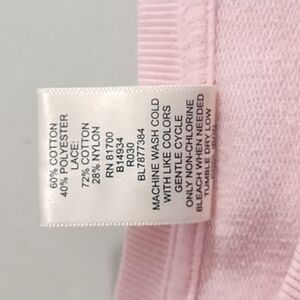 60% COTTON
40% POLYESTER
LACE:
72% COTTON
28% NYLON
RN 81700
B14934
R030
BL7877384
MACHINE WASH COLD
WITH LIKE COLORS
GENTLE CYCLE
ONLY NON-CHLORINE
BLEACH WHEN NEEDED
TUMBLE DRY LOW